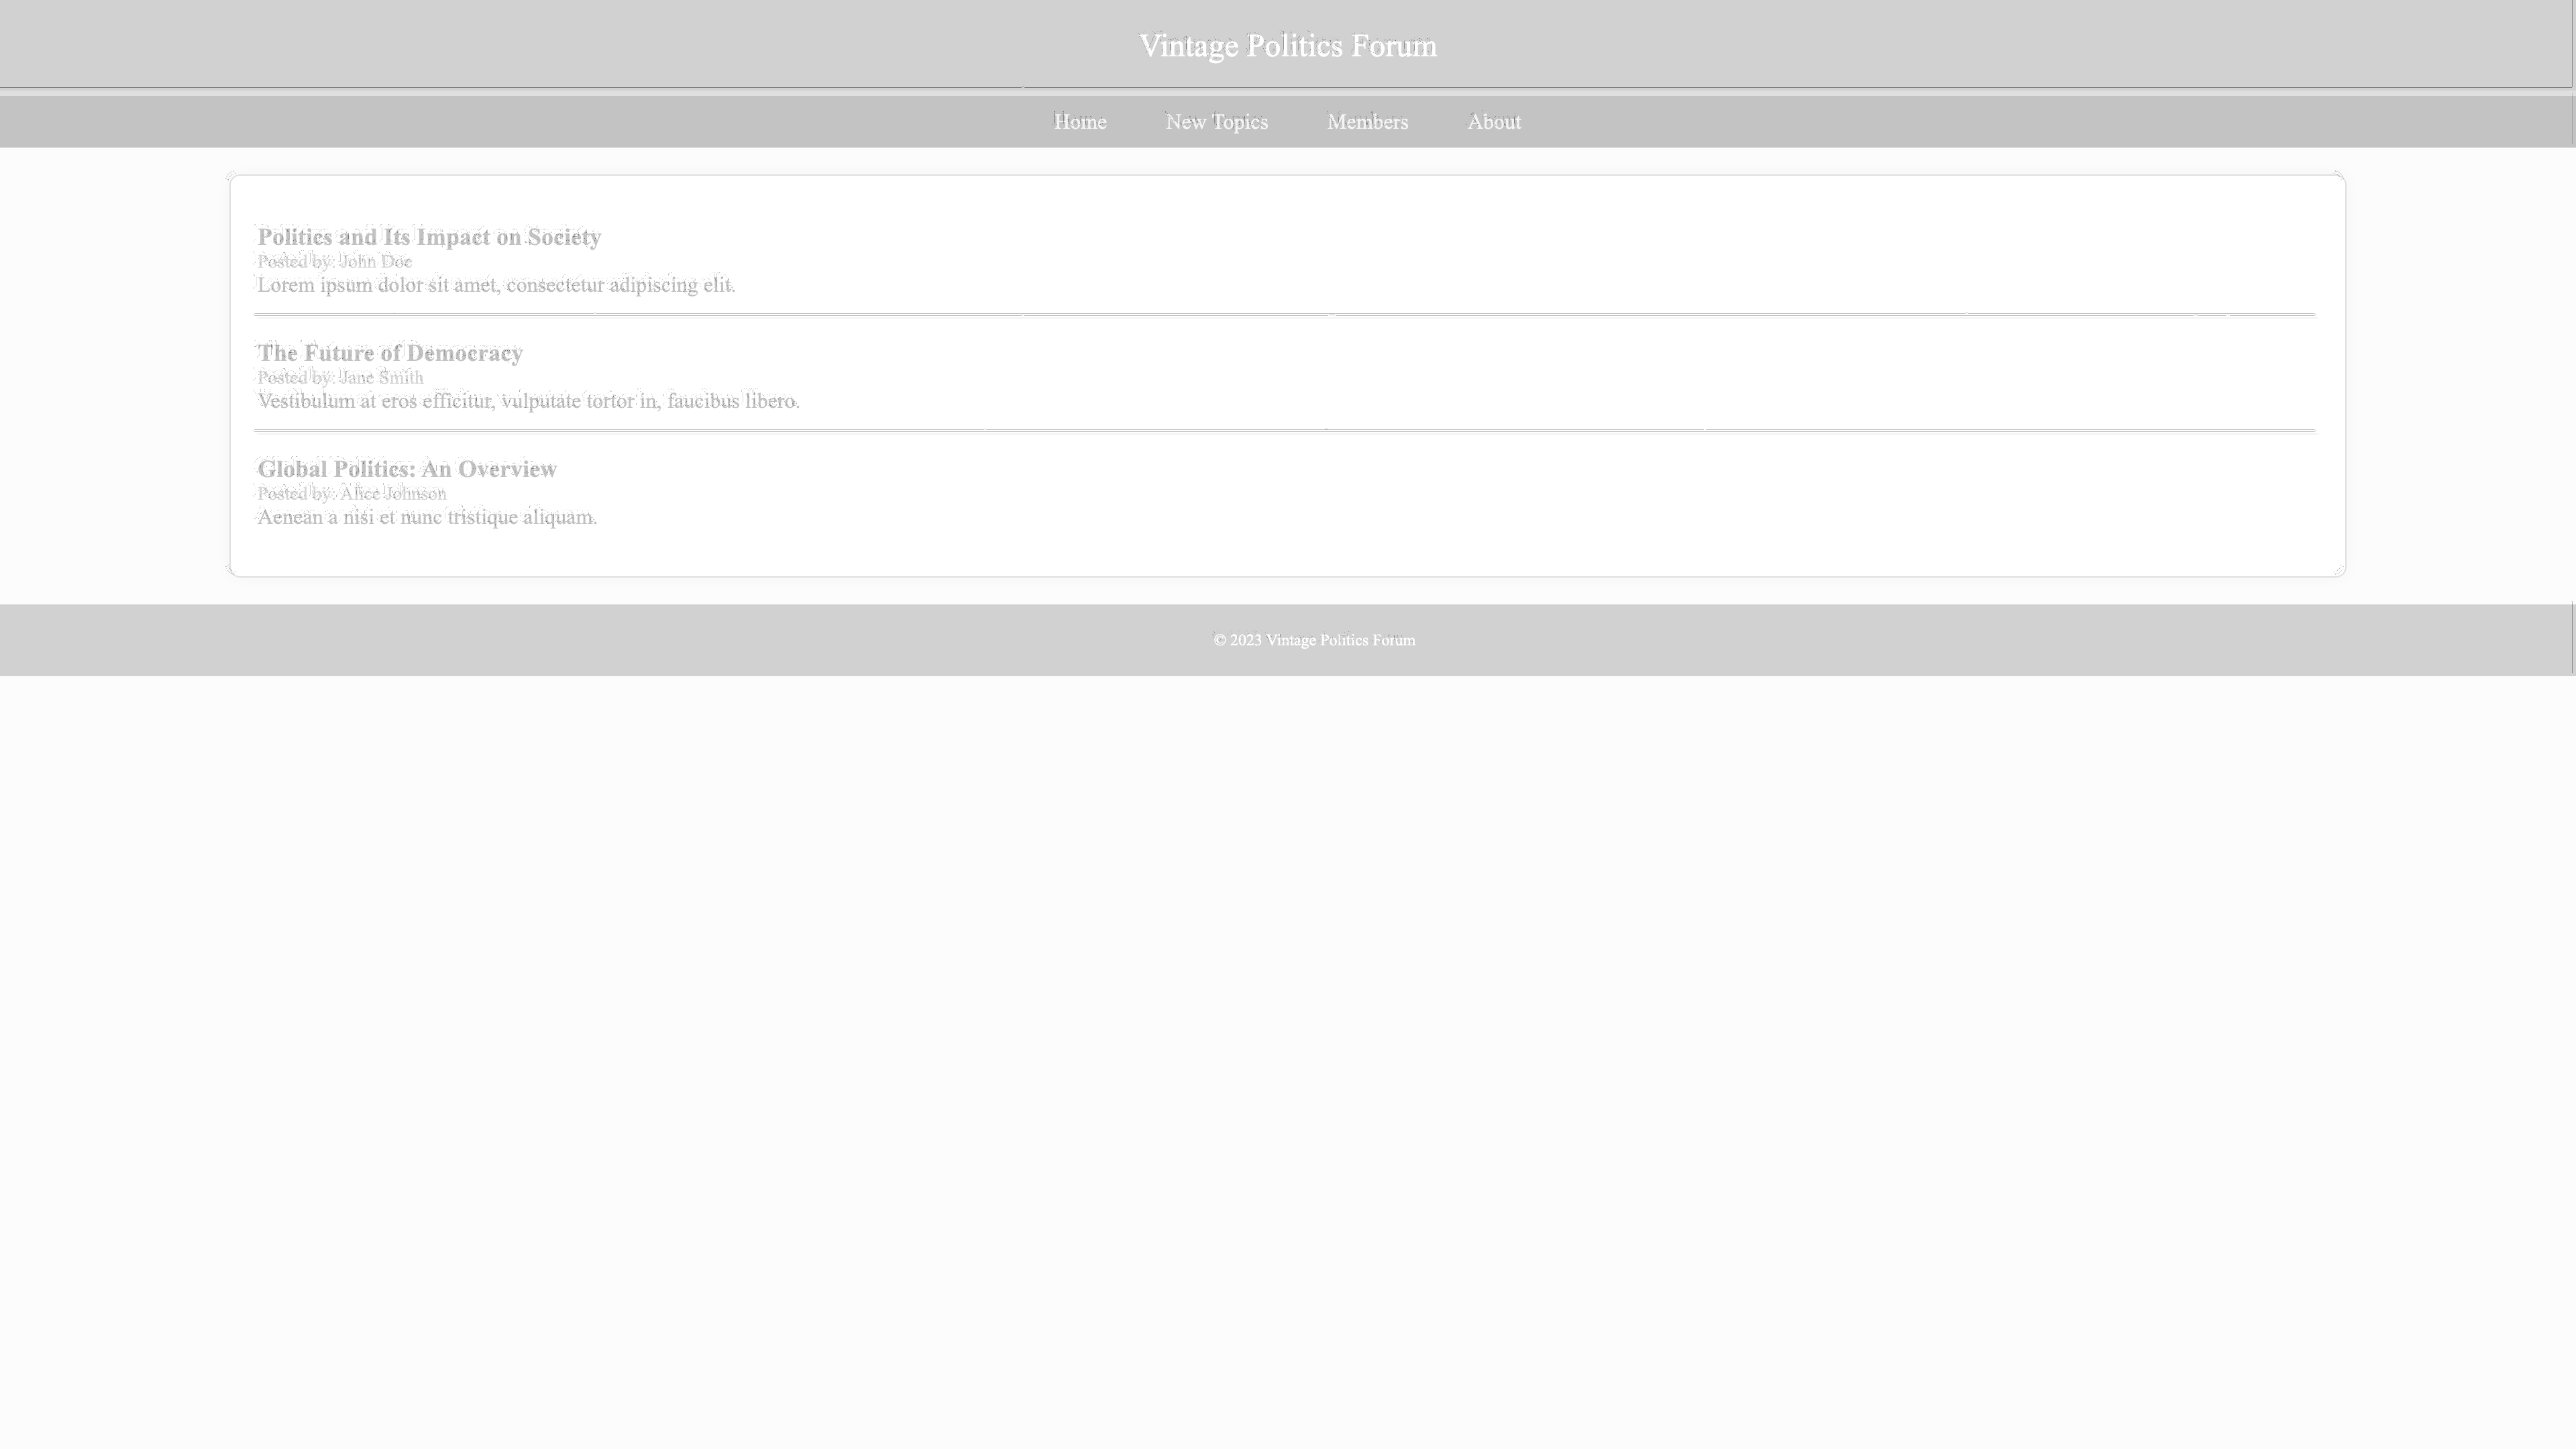 Vintage Politics Forum
Home New Topics Members About
Politics and Its Impact on Society
Posted by: John Doe
Lorem ipsum dolor sit amet, consectetur adipiscing elit.
The Future of Democracy
Posted by: Jane Smith
Vestibulum at eros efficitur, vulputate tortor in, faucibus libero.
Global Politics: An Overview
Posted by: Alice Johnson
Aenean a nisi et nunc tristique aliquam.
© 2023 Vintage Politics Forum